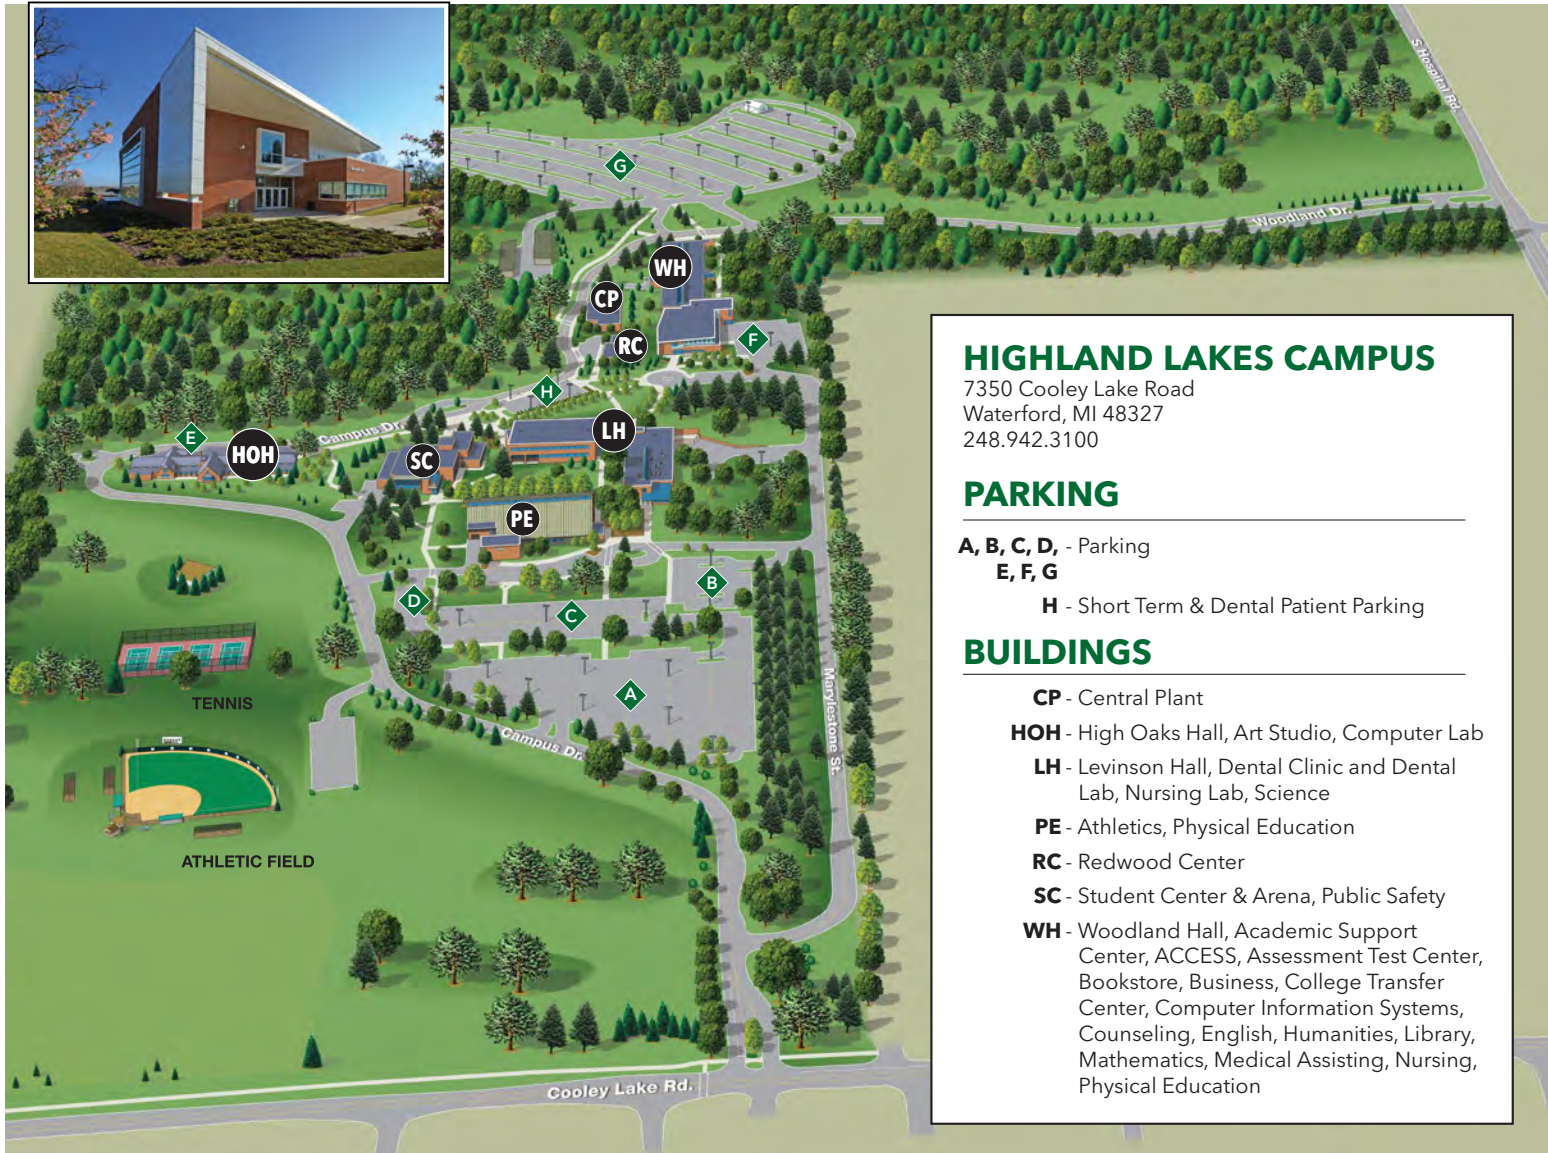 S Hospital Rd.
G
Woodland Dr.
WH
CP
RC
F
H
LH
Campus Dr.
E
HOH
SC
PE
B
D
C
A
TENNIS
Campus Dr.
Marylestone St.
ATHLETIC FIELD
Cooley Lake Rd.
HIGHLAND LAKES CAMPUS
7350 Cooley Lake Road
Waterford, MI 48327
248.942.3100
PARKING
A, B, C, D, - Parking
E, F, G
H - Short Term & Dental Patient Parking
BUILDINGS
CP - Central Plant
HOH - High Oaks Hall, Art Studio, Computer Lab
LH - Levinson Hall, Dental Clinic and Dental
Lab, Nursing Lab, Science
PE - Athletics, Physical Education
RC - Redwood Center
SC - Student Center & Arena, Public Safety
WH - Woodland Hall, Academic Support
Center, ACCESS, Assessment Test Center,
Bookstore, Business, College Transfer
Center, Computer Information Systems,
Counseling, English, Humanities, Library,
Mathematics, Medical Assisting, Nursing,
Physical Education